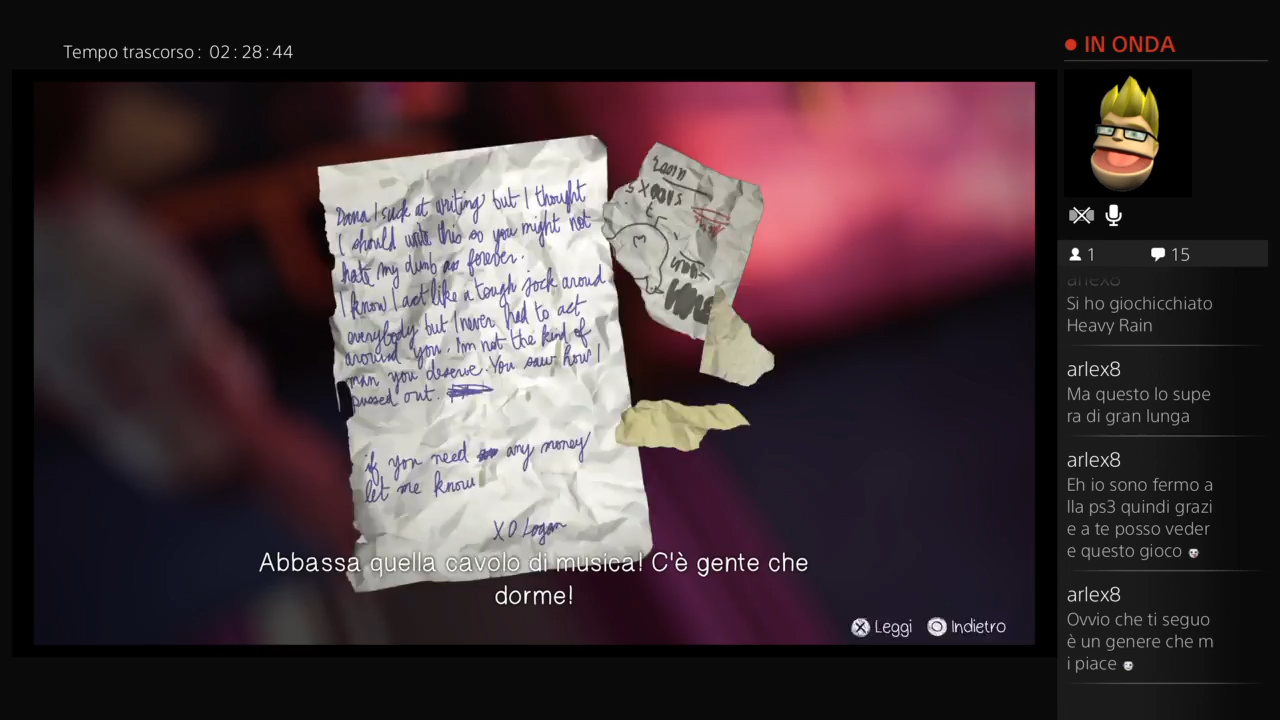 Tempo trascorso: 02:28:44
Dana I suck at writing but I thought
I should write this so you might not
hate my dumb ass forever.
I know I act like a tough jock around
everybody but I never had to act
around you. I'm not the kind of
man you deserve. You saw how I
pussed out.
if you need any money
let me know
XO Logan
Abbassa quella cavolo di musica! C'è gente che
dorme!
Leggi
Indietro
IN ONDA
1
15
arlex8
Si ho giochicchiato
Heavy Rain
arlex8
Ma questo lo supe
ra di gran lunga
arlex8
Eh io sono fermo a
lla ps3 quindi grazi
e a te posso veder
e questo gioco
arlex8
Ovvio che ti seguo
è un genere che m
i piace